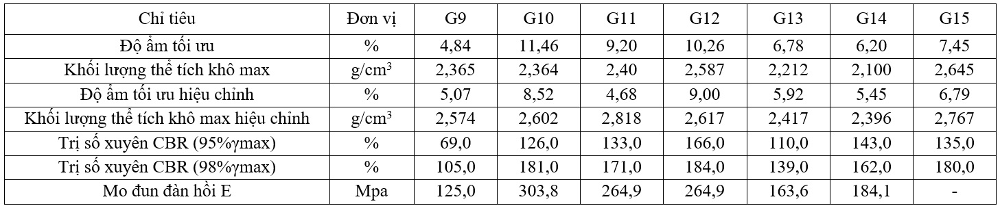 Chỉ tiêu Đơn vị G9 G10 G11 G12 G13 G14 G15
Độ ẩm tối ưu % 4,84 11,46 9,20 10,26 6,78 6,20 7,45
Khối lượng thể tích khô max g/cm³ 2,365 2,364 2,40 2,587 2,212 2,100 2,645
Độ ẩm tối ưu hiệu chỉnh % 5,07 8,52 4,68 9,00 5,92 5,45 6,79
Khối lượng thể tích khô max hiệu chỉnh g/cm³ 2,574 2,602 2,818 2,617 2,417 2,396 2,767
Trị số xuyên CBR (95%γmax) % 69,0 126,0 133,0 166,0 110,0 143,0 135,0
Trị số xuyên CBR (98%γmax) % 105,0 181,0 171,0 184,0 139,0 162,0 180,0
Mo đun đàn hồi E Mpa 125,0 303,8 264,9 264,9 163,6 184,1 -